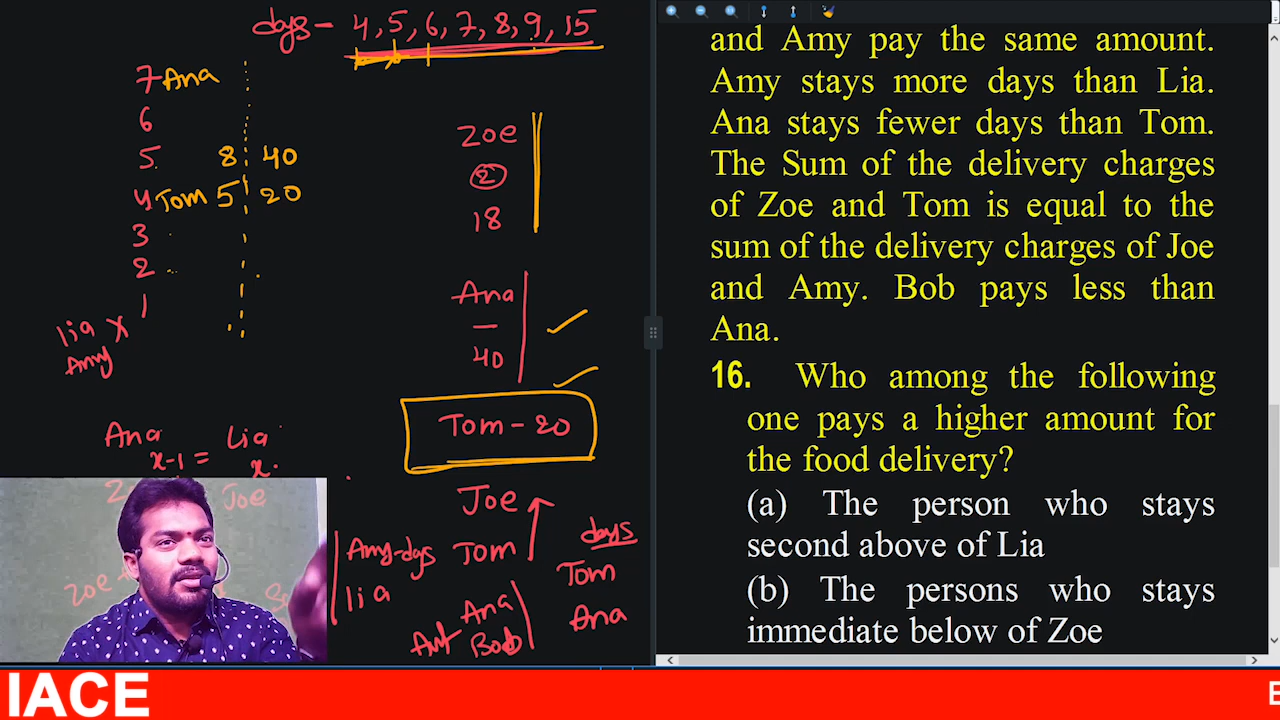 days - 4, 5, 6, 7, 8, 9, 15
7 Ana
6
5 8 40
4 Tom 5 20
3
2
1
lia x
Amy
Zoe
2
18
Ana
40
Tom - 20
Ana Lia
x-1 = x
Joe
Zoe
Joe
Amy-days Tom
lia
Ana
Amt Bob
days
Tom
Ana
and Amy pay the same amount.
Amy stays more days than Lia.
Ana stays fewer days than Tom.
The Sum of the delivery charges
of Zoe and Tom is equal to the
sum of the delivery charges of Joe
and Amy. Bob pays less than
Ana.
16. Who among the following
one pays a higher amount for
the food delivery?
(a) The person who stays
second above of Lia
(b) The persons who stays
immediate below of Zoe
IACE